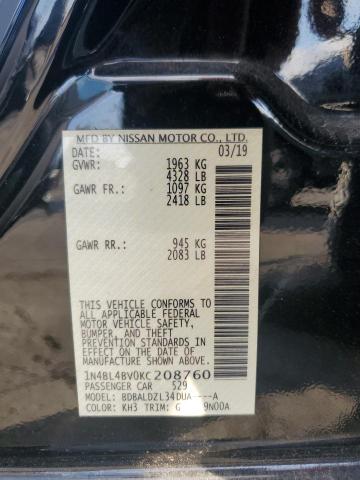 MFD BY NISSAN MOTOR CO., LTD.
DATE: 03/19
GVWR: 1963 KG
4328 LB
GAWR FR.: 1097 KG
2418 LB
GAWR RR.: 945 KG
2083 LB
THIS VEHICLE CONFORMS TO
ALL APPLICABLE FEDERAL
MOTOR VEHICLE SAFETY,
BUMPER, AND THEFT
PREVENTION STANDARDS IN
EFFECT ON THE DATE OF
MANUFACTURE SHOWN ABOVE.
1N4BL4BV0KC208760
PASSENGER CAR 529
MODEL: BDBALDZL34DUA----A
COLOR: KH3 TRIM: G 9N00A